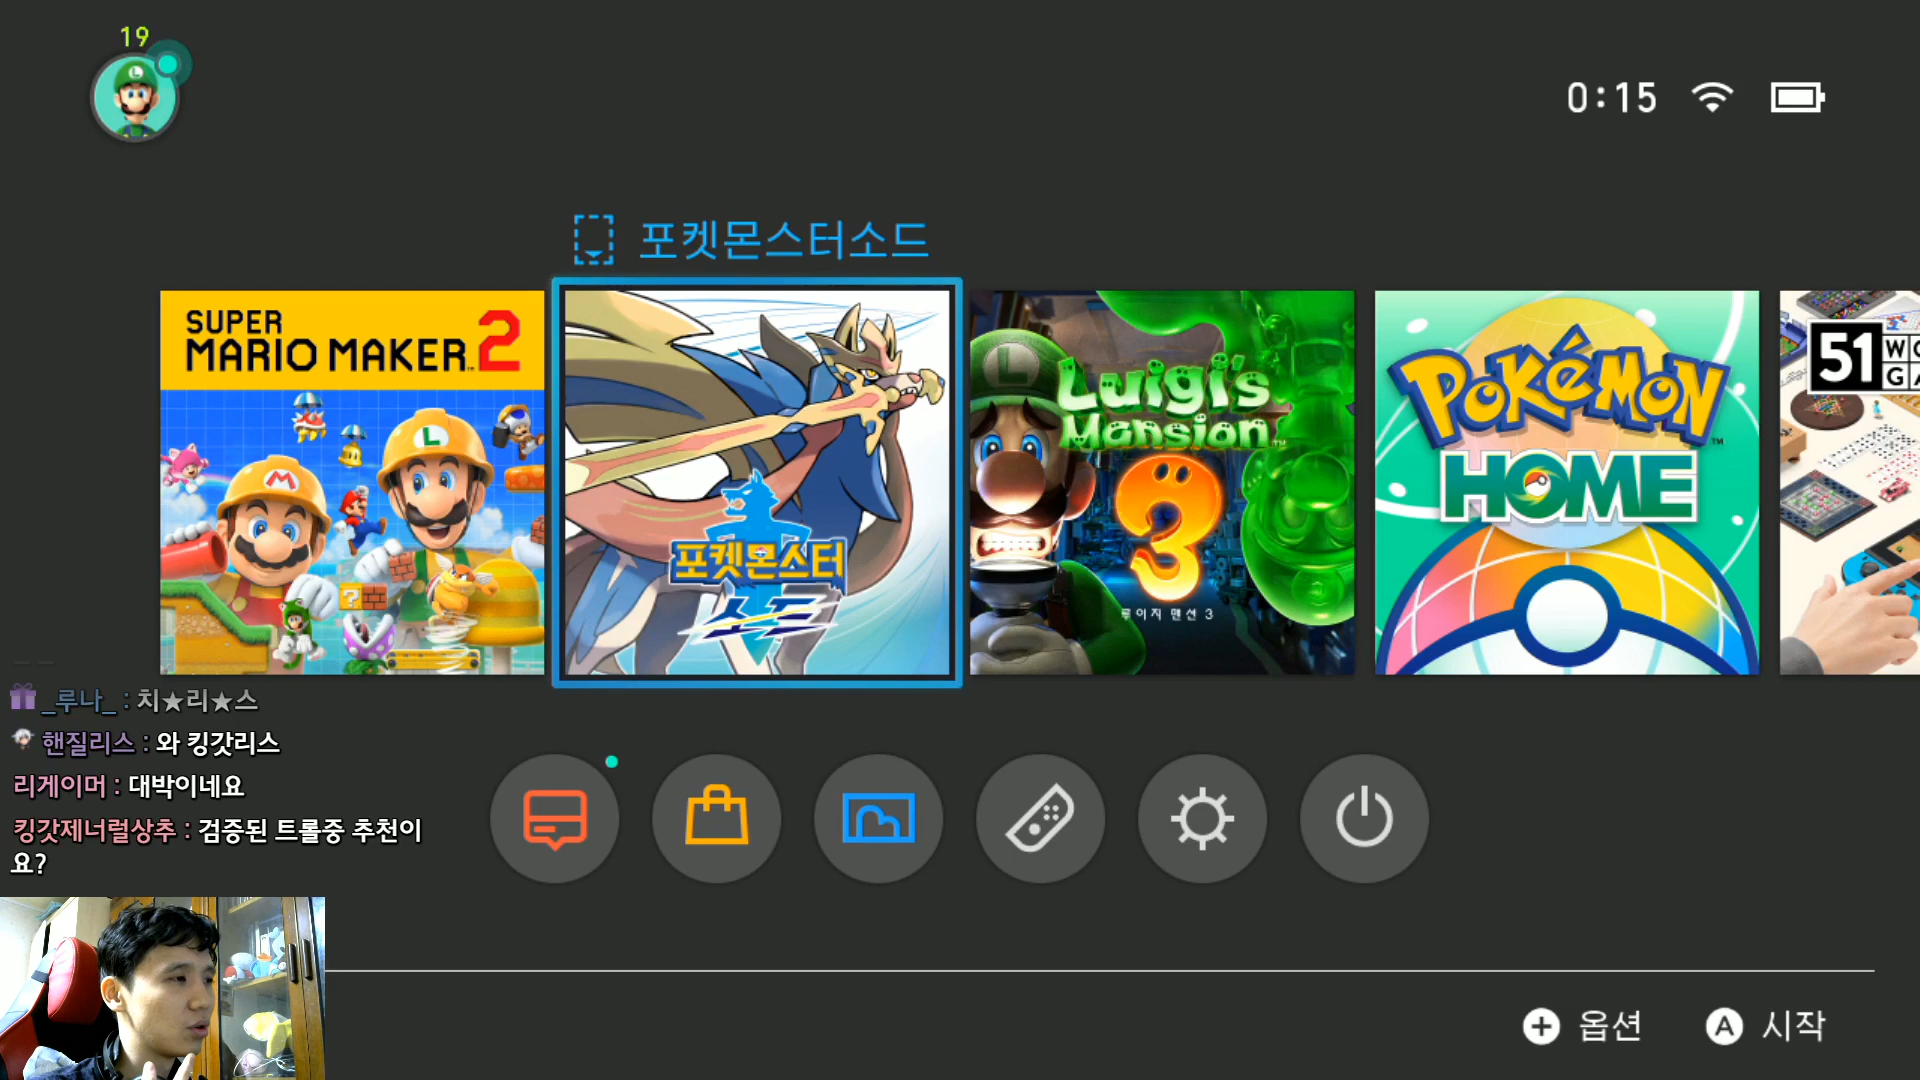 19
0:15
포켓몬스터소드
SUPER
MARIO MAKER™ 2
포켓몬스터
소드
Luigi's
Mansion™
3
루이지 맨션 3
POKéMON™
HOME
51
_루나_ : 치★리★스
핸질리스 : 와 킹갓리스
리게이머 : 대박이네요
킹갓제너럴상추 : 검증된 트롤중 추천이
요?
옵션
A 시작